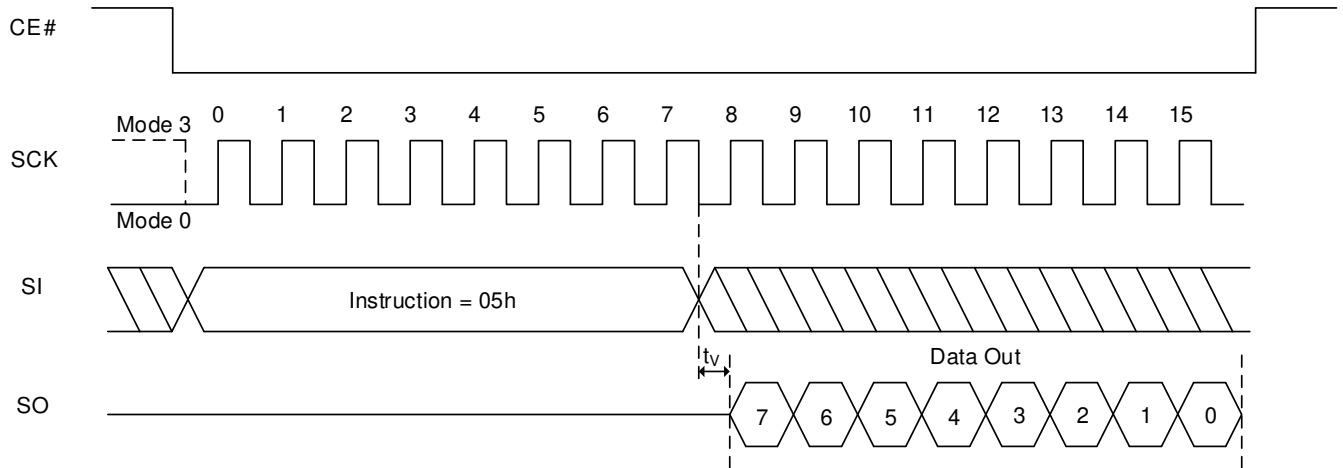 CE#
0 1 2 3 4 5 6 7 8 9 10 11 12 13 14 15
Mode 3
SCK
Mode 0
SI
Instruction = 05h
tV
Data Out
SO
7 6 5 4 3 2 1 0